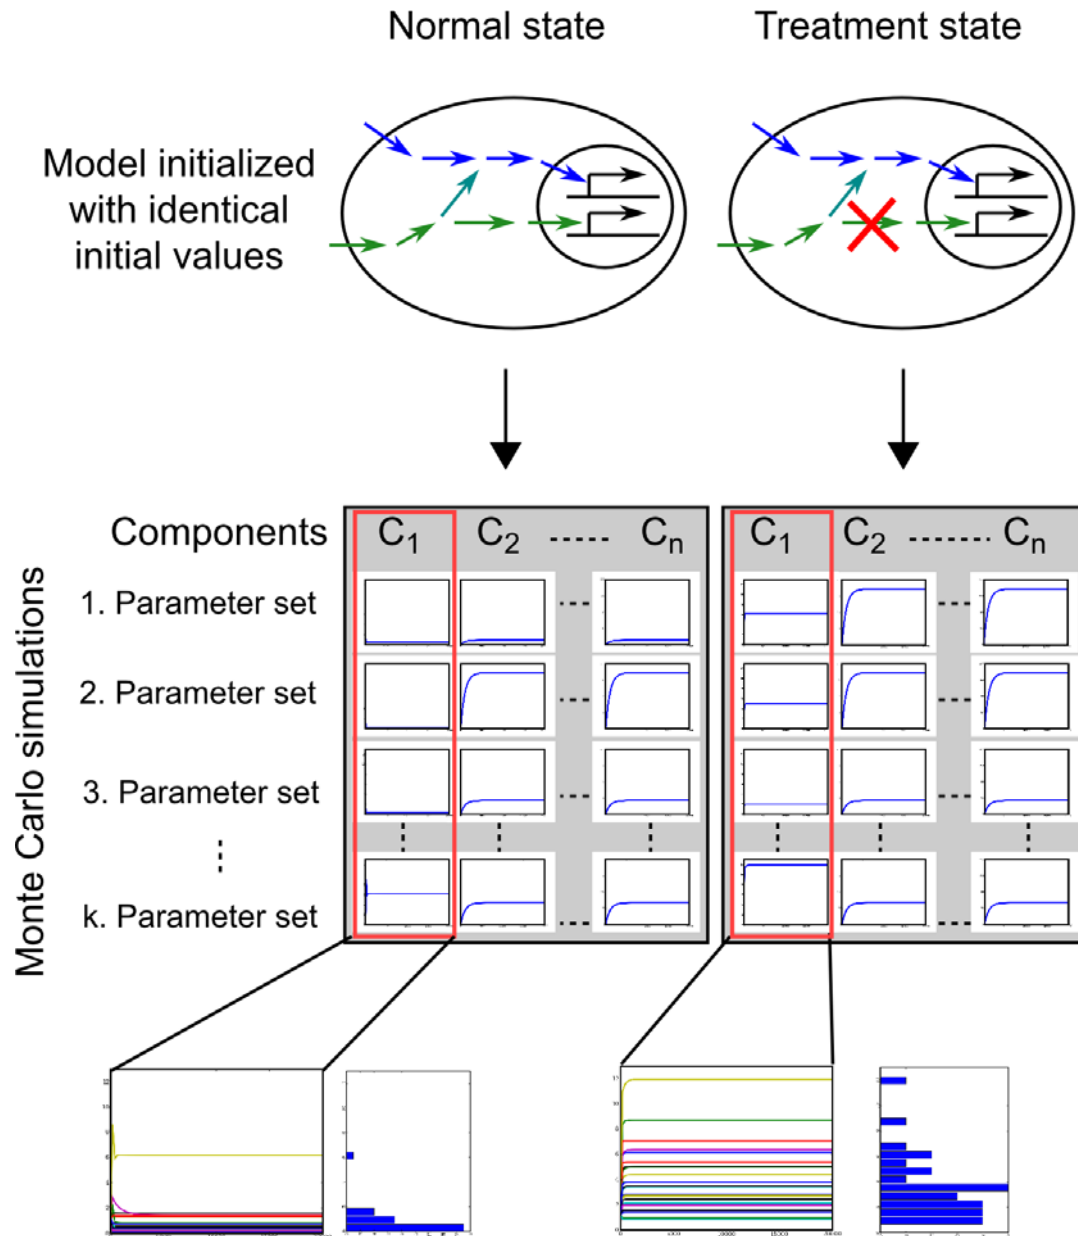 Normal state
Treatment state
Model initialized
with identical
initial values
Components
C1
C2
Cn
C1
C2
Cn
Monte Carlo simulations
1. Parameter set
2. Parameter set
3. Parameter set
k. Parameter set